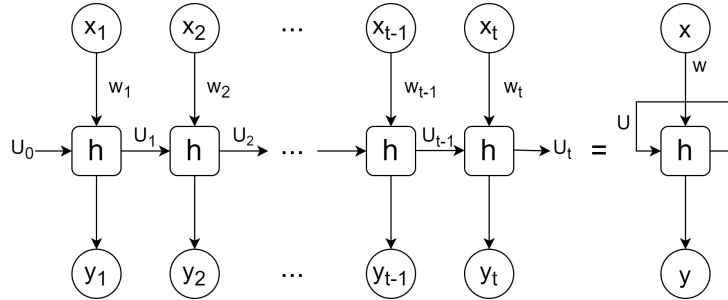 x₁ x₂ ... xₜ₋₁ xₜ x
w₁ w₂ wₜ₋₁ wₜ w
U₀ h U₁ h U₂ ... h Uₜ₋₁ h Uₜ = U h
y₁ y₂ ... yₜ₋₁ yₜ y